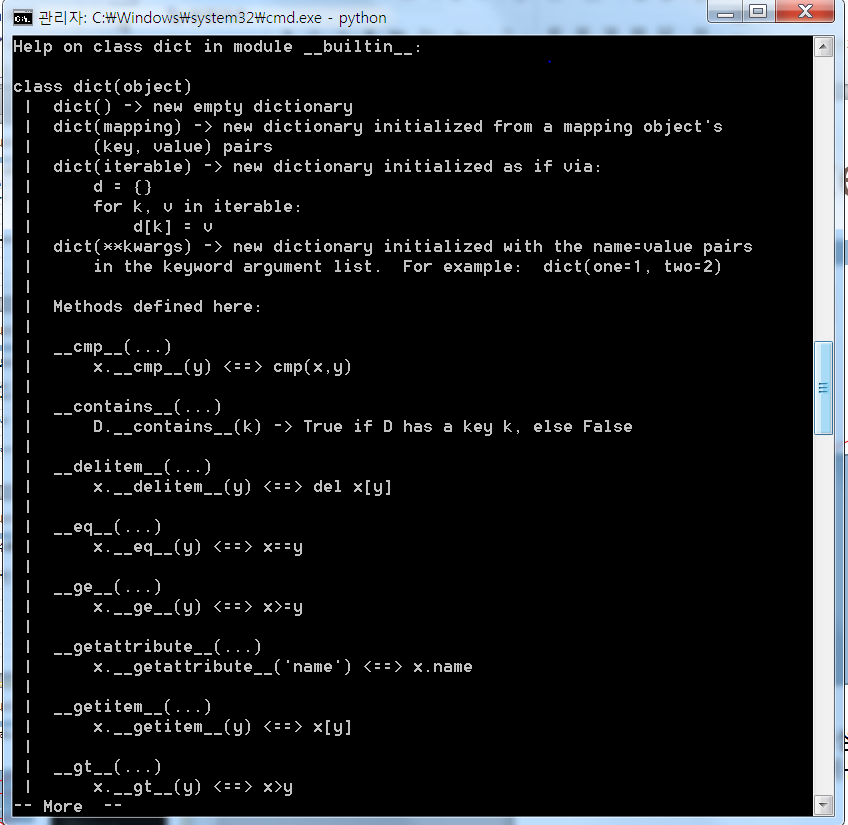 관리자: C:₩Windows₩system32₩cmd.exe - python
Help on class dict in module __builtin__:
class dict(object)
 |  dict() -> new empty dictionary
 |  dict(mapping) -> new dictionary initialized from a mapping object's
 |      (key, value) pairs
 |  dict(iterable) -> new dictionary initialized as if via:
 |      d = {}
 |      for k, v in iterable:
 |          d[k] = v
 |  dict(**kwargs) -> new dictionary initialized with the name=value pairs
 |      in the keyword argument list.  For example:  dict(one=1, two=2)
 |
 |  Methods defined here:
 |
 |  __cmp__(...)
 |      x.__cmp__(y) <==> cmp(x,y)
 |
 |  __contains__(...)
 |      D.__contains__(k) -> True if D has a key k, else False
 |
 |  __delitem__(...)
 |      x.__delitem__(y) <==> del x[y]
 |
 |  __eq__(...)
 |      x.__eq__(y) <==> x==y
 |
 |  __ge__(...)
 |      x.__ge__(y) <==> x>=y
 |
 |  __getattribute__(...)
 |      x.__getattribute__('name') <==> x.name
 |
 |  __getitem__(...)
 |      x.__getitem__(y) <==> x[y]
 |
 |  __gt__(...)
 |      x.__gt__(y) <==> x>y
-- More  --